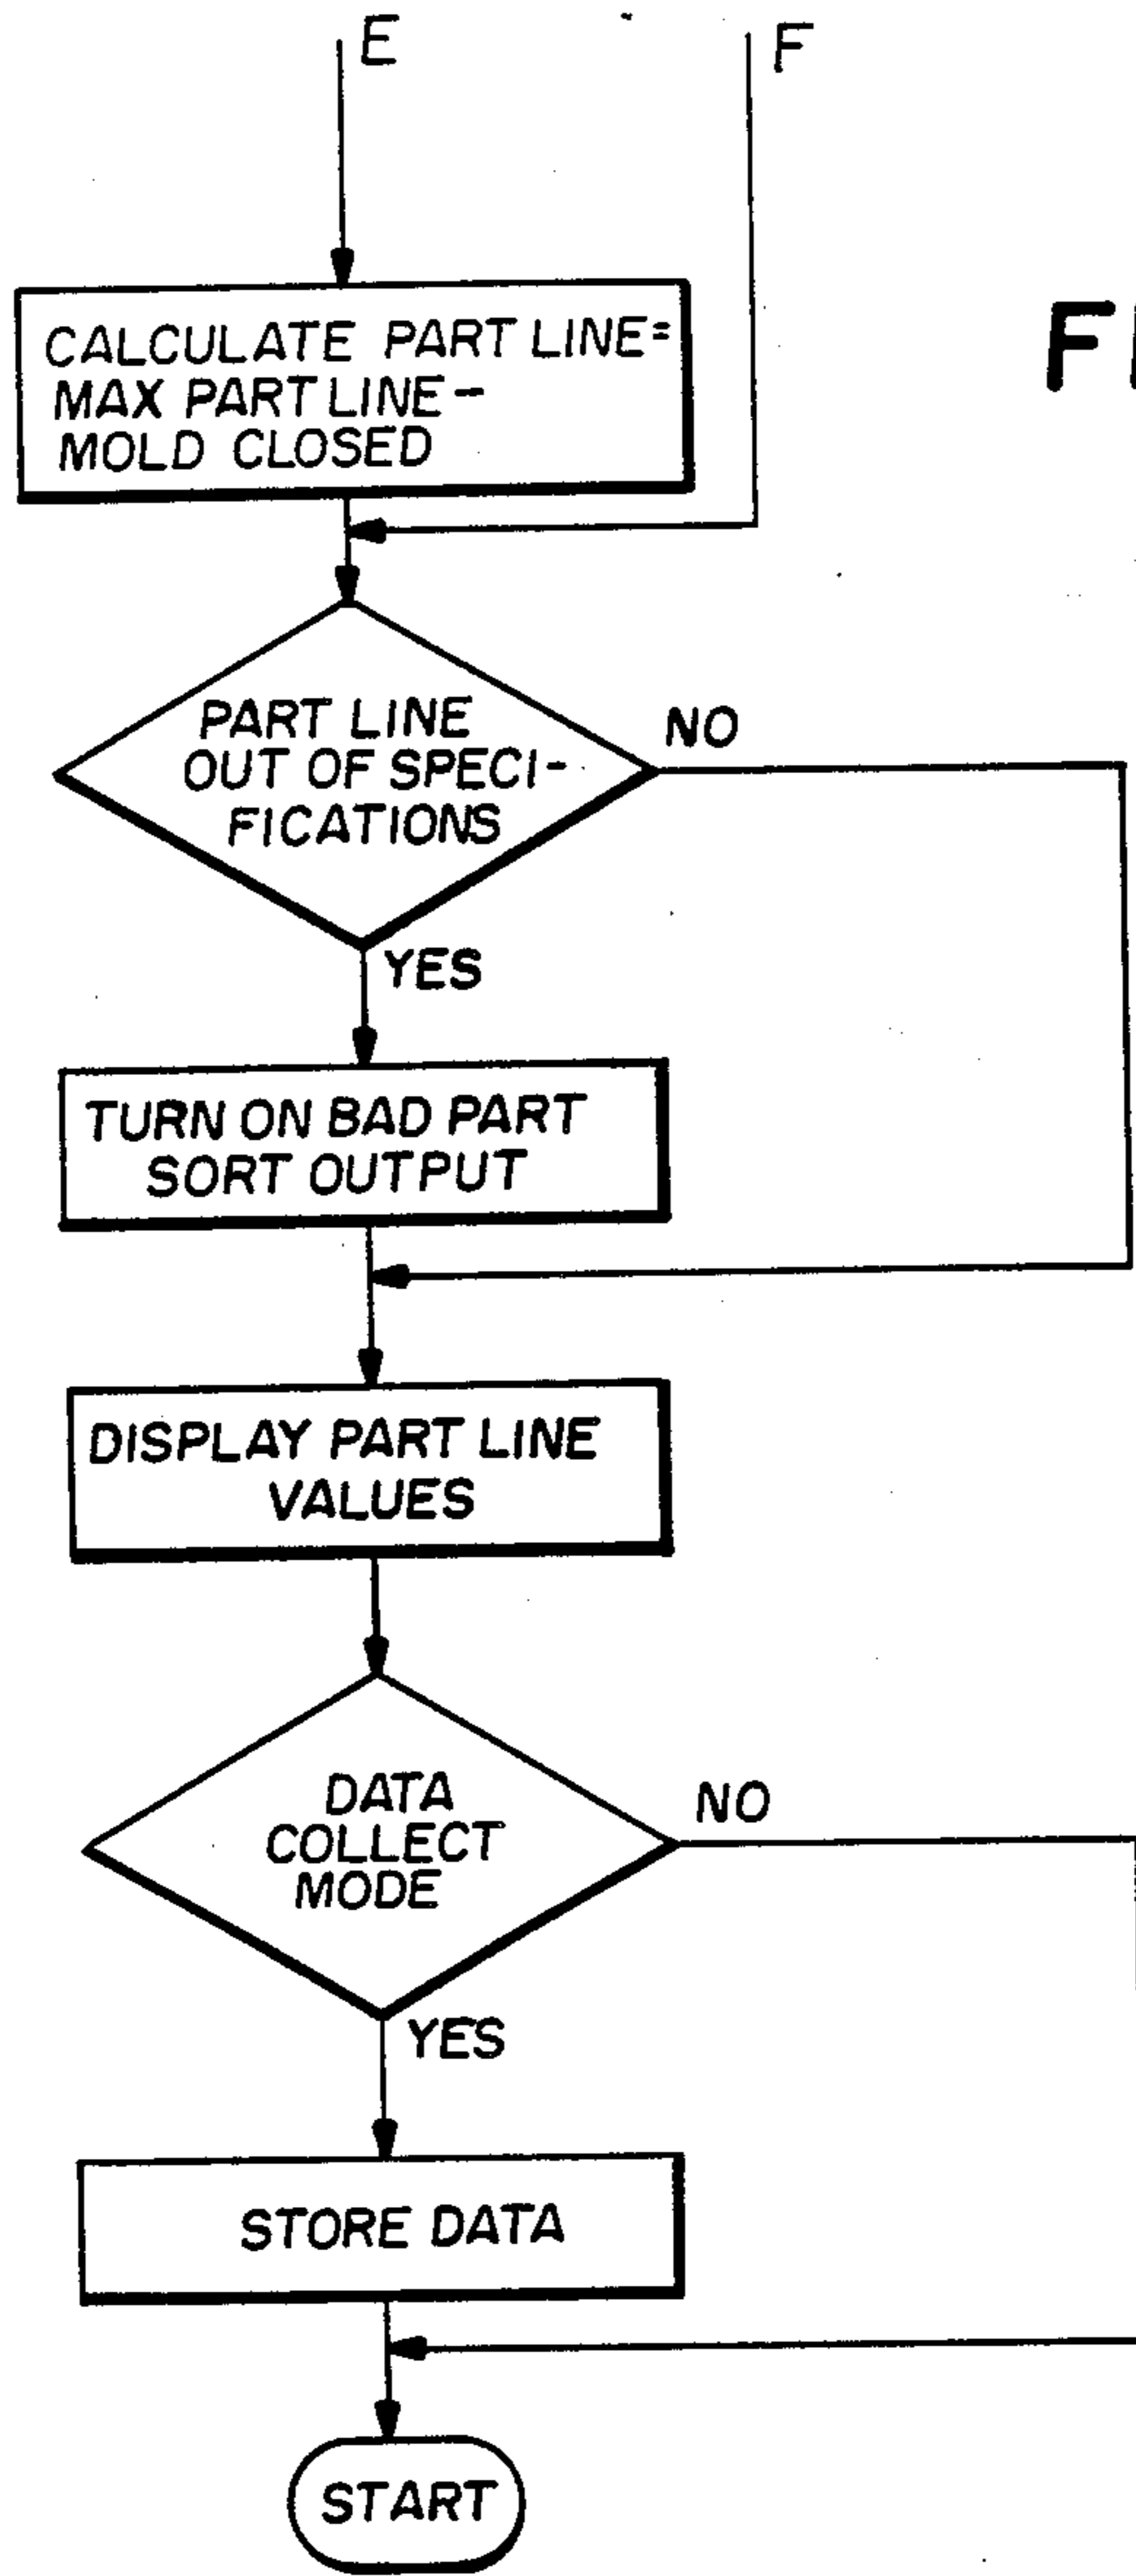 E
F
CALCULATE PART LINE=
MAX PART LINE-
MOLD CLOSED
PART LINE
OUT OF SPECI-
FICATIONS
NO
YES
TURN ON BAD PART
SORT OUTPUT
DISPLAY PART LINE
VALUES
DATA
COLLECT
MODE
NO
YES
STORE DATA
START